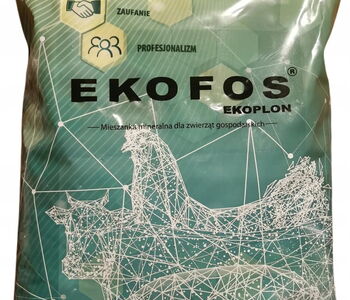 ZAUFANIE
PROFESJONALIZM
EKOFOS®
EKOPLON
Mieszanka mineralna dla zwierząt gospodarskich